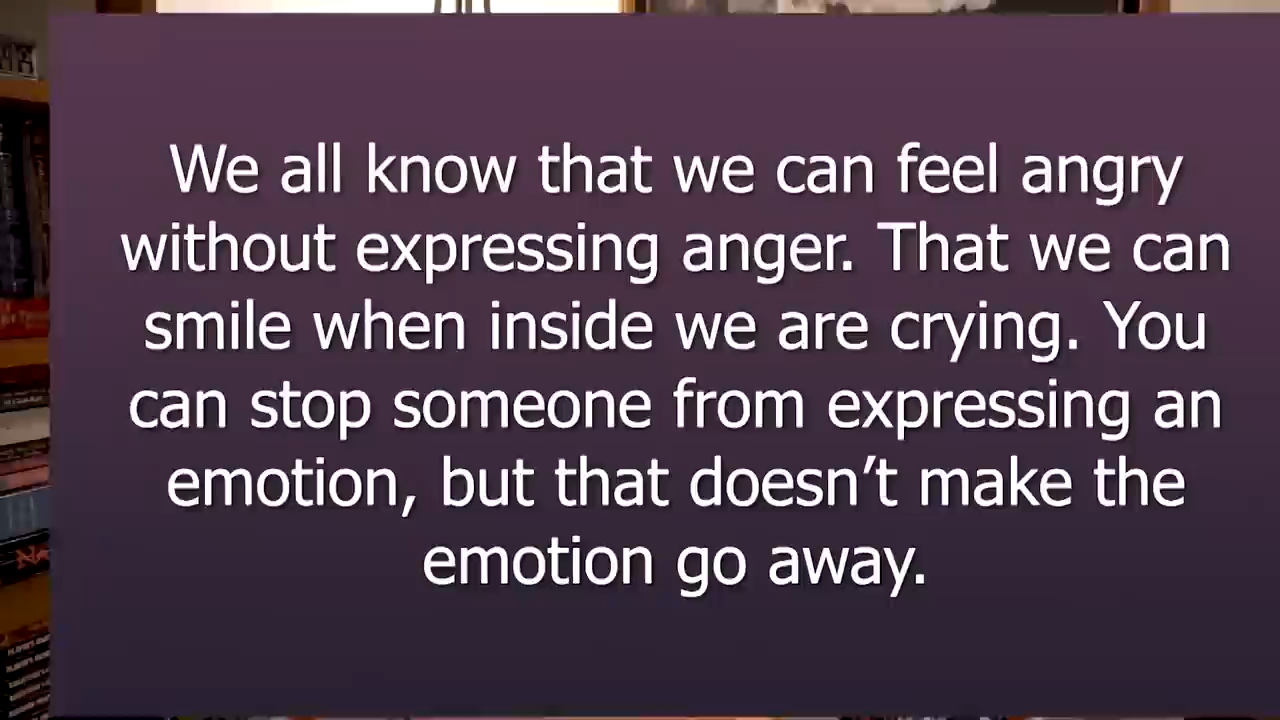 We all know that we can feel angry
without expressing anger. That we can
smile when inside we are crying. You
can stop someone from expressing an
emotion, but that doesn’t make the
emotion go away.